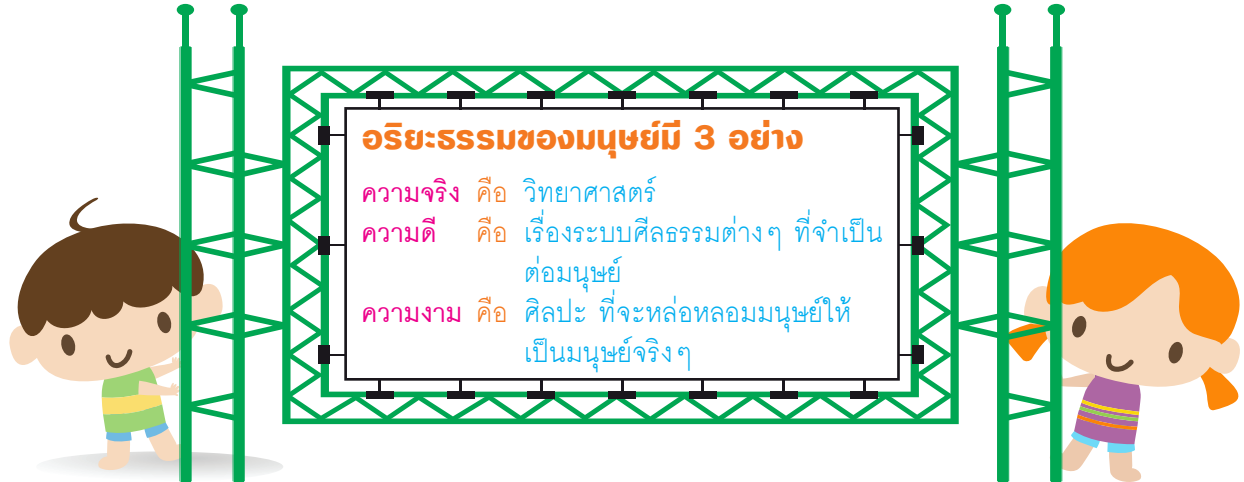 อริยะธรรมของมนุษย์มี 3 อย่าง
ความจริง คือ วิทยาศาสตร์
ความดี คือ เรื่องระบบศีลธรรมต่างๆ ที่จำเป็น
ต่อมนุษย์
ความงาม คือ ศิลปะ ที่จะหล่อหลอมมนุษย์ให้
เป็นมนุษย์จริงๆ